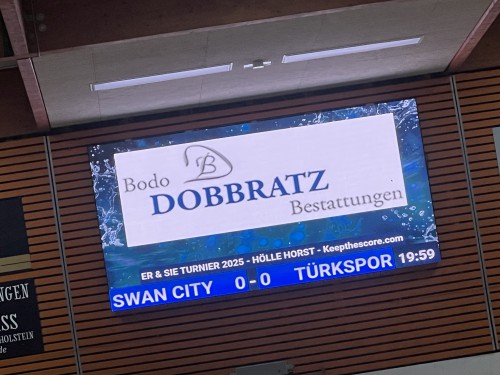 Bodo
DOBBRATZ
Bestattungen
ER & SIE TURNIER 2025 - HÖLLE HORST - Keepthescore.com
SWAN CITY 0 - 0 TÜRKSPOR 19:59
NGEN
SS
HOLSTEIN
de